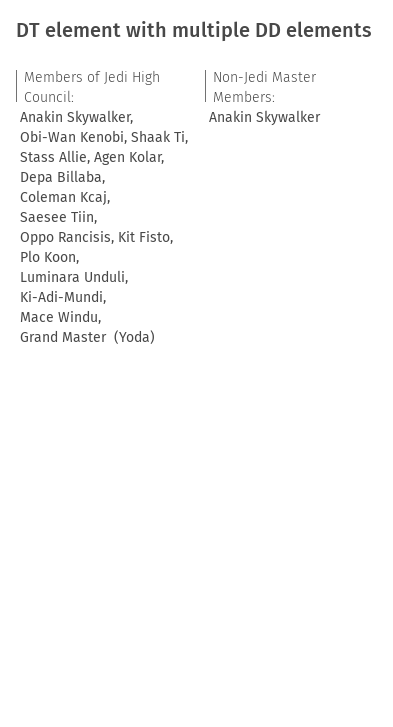 DT element with multiple DD elements
Members of Jedi High
Council:
Anakin Skywalker,
Obi-Wan Kenobi, Shaak Ti,
Stass Allie, Agen Kolar,
Depa Billaba,
Coleman Kcaj,
Saesee Tiin,
Oppo Rancisis, Kit Fisto,
Plo Koon,
Luminara Unduli,
Ki-Adi-Mundi,
Mace Windu,
Grand Master  (Yoda)
Non-Jedi Master
Members:
Anakin Skywalker